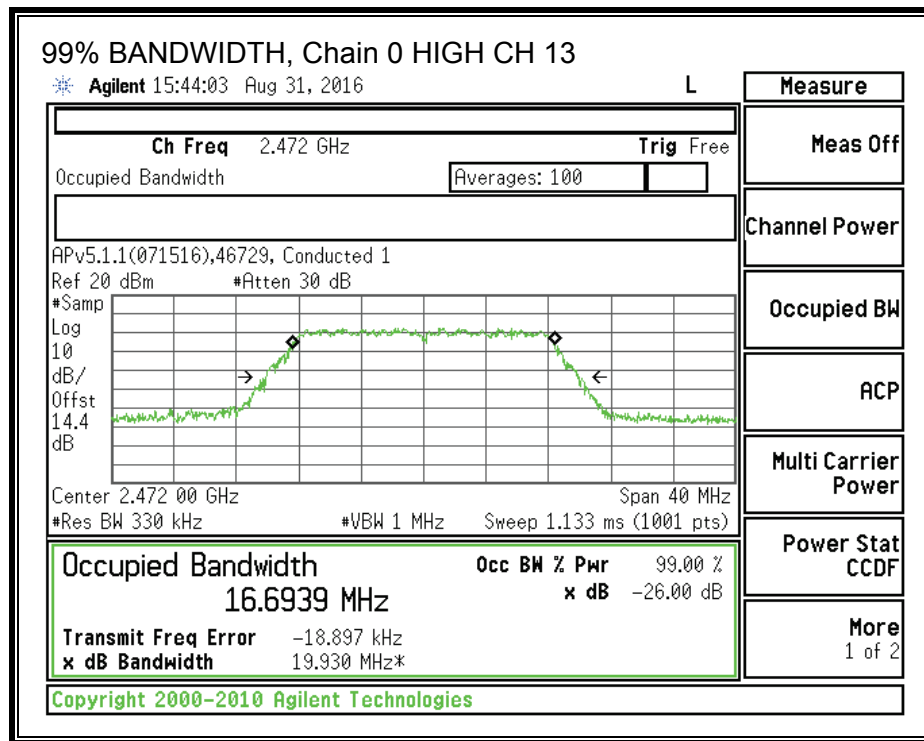 99% BANDWIDTH, Chain 0 HIGH CH 13
Agilent 15:44:03 Aug 31, 2016 L
Measure
Ch Freq 2.472 GHz Trig Free
Meas Off
Occupied Bandwidth Averages: 100
Channel Power
APv5.1.1(071516),46729, Conducted 1
Ref 20 dBm #Atten 30 dB
#Samp
Log
10
dB/
Offst
14.4
dB
Occupied BW
ACP
Center 2.472 00 GHz Span 40 MHz
#Res BW 330 kHz #VBW 1 MHz Sweep 1.133 ms (1001 pts)
Multi Carrier
Power
Occupied Bandwidth Occ BW % Pwr 99.00 %
16.6939 MHz x dB -26.00 dB
Power Stat
CCDF
Transmit Freq Error -18.897 kHz
x dB Bandwidth 19.930 MHz*
More
1 of 2
Copyright 2000-2010 Agilent Technologies